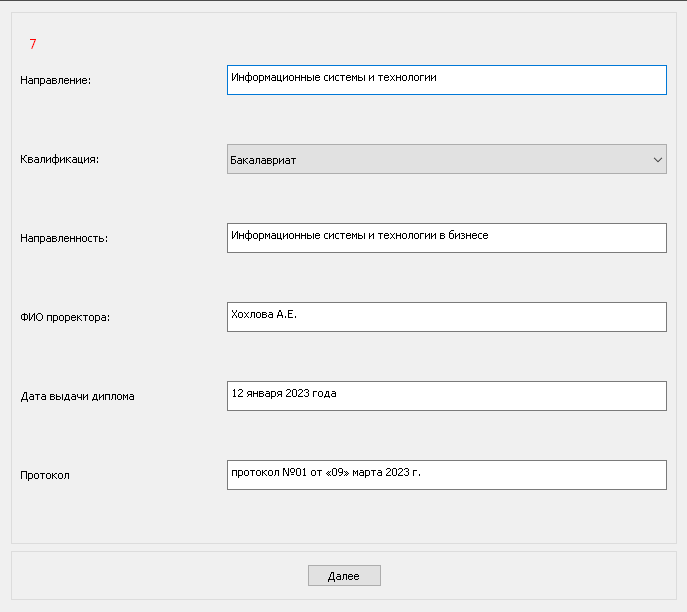 7
Направление:
Информационные системы и технологии
Квалификация:
Бакалавриат
Направленность:
Информационные системы и технологии в бизнесе
ФИО проректора:
Хохлова А.Е.
Дата выдачи диплома
12 января 2023 года
Протокол
протокол №01 от «09» марта 2023 г.
Далее